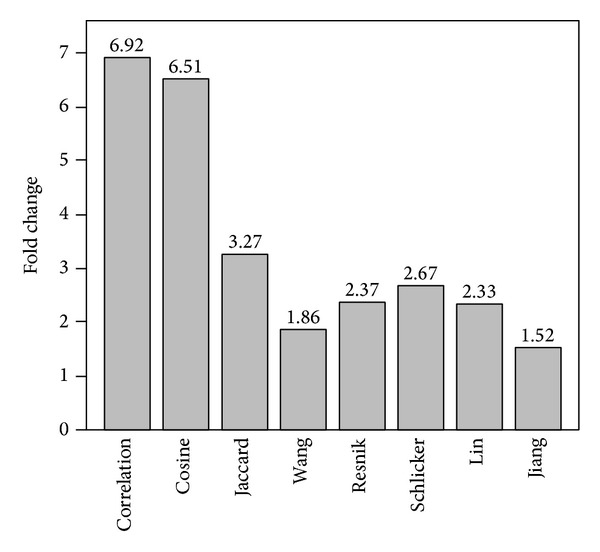 Fold change
7
6
5
4
3
2
1
0
6.92
6.51
3.27
1.86
2.37
2.67
2.33
1.52
Correlation
Cosine
Jaccard
Wang
Resnik
Schlicker
Lin
Jiang